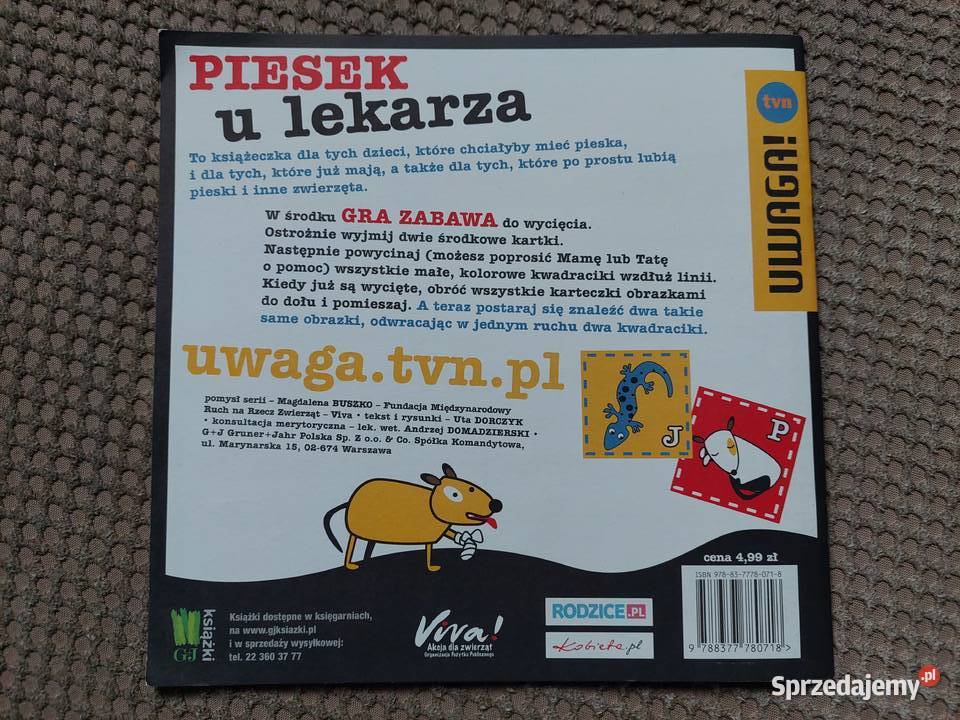 PIESEK
u lekarza
To książeczka dla tych dzieci, które chciałyby mieć pieska,
i dla tych, które już mają, a także dla tych, które po prostu lubią
pieski i inne zwierzęta.
W środku GRA ZABAWA do wycięcia.
Ostrożnie wyjmij dwie środkowe kartki.
Następnie powycinaj (możesz poprosić Mamę lub Tatę
o pomoc) wszystkie małe, kolorowe kwadraciki wzdłuż linii.
Kiedy już są wycięte, obróć wszystkie karteczki obrazkami
do dołu i pomieszaj. A teraz postaraj się znaleźć dwa takie
same obrazki, odwracając w jednym ruchu dwa kwadraciki.
tvn
UWAGA!
uwaga.tvn.pl
pomysł serii – Magdalena BUSZKO – Fundacja Międzynarodowy
Ruch na Rzecz Zwierząt – Viva • tekst i rysunki – Uta DORCZYK
• konsultacja merytoryczna – lek. wet. Andrzej DOMADZIERSKI •
G+J Gruner+Jahr Polska Sp. Z o.o. & Co. Spółka Komandytowa,
ul. Marynarska 15, 02-674 Warszawa
J
P
cena 4,99 zł
ISBN 978-83-7778-071-8
9 788377 780718 >
G+J
książki
Książki dostępne w księgarniach,
na www.gjksiazki.pl
i w sprzedaży wysyłkowej:
tel. 22 360 37 77
Viva!
Akcja dla zwierząt
Organizacja Pożytku Publicznego
RODZICE.PL
Kobieta.pl
Sprzedajemy.pl